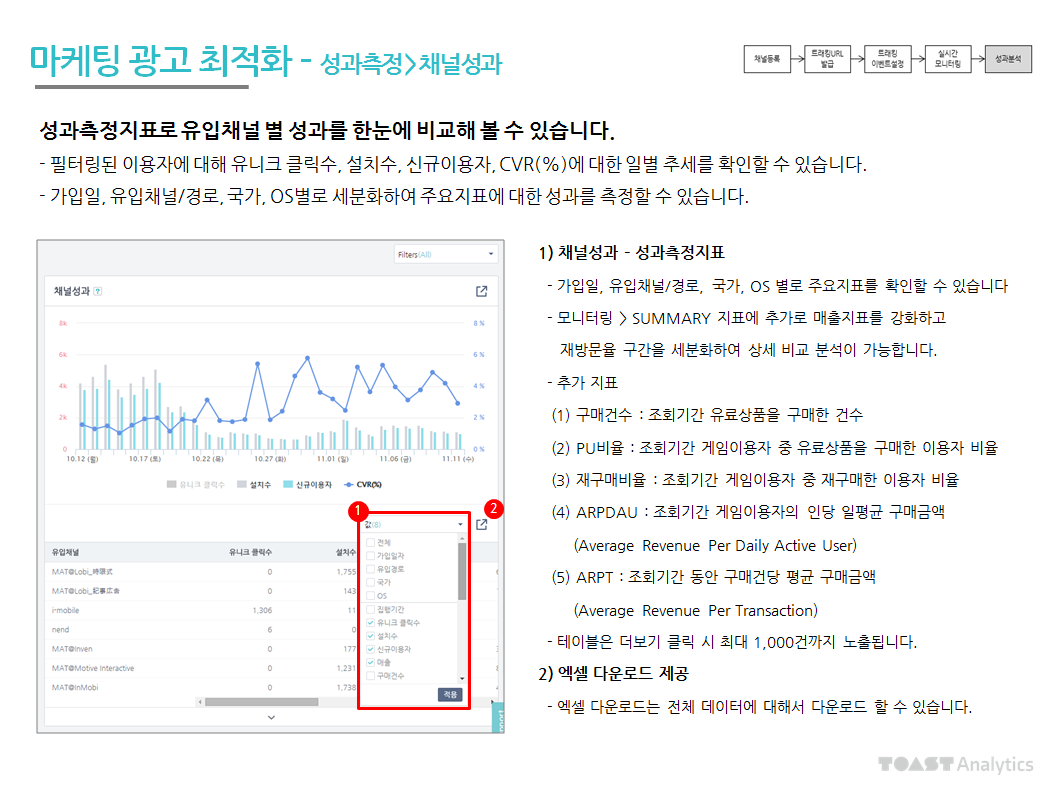 마케팅 광고 최적화 - 성과측정>채널성과
채널등록
트래킹URL
발급
트래킹
이벤트설정
실시간
모니터링
성과분석
성과측정지표로 유입채널 별 성과를 한눈에 비교해 볼 수 있습니다.
- 필터링된 이용자에 대해 유니크 클릭수, 설치수, 신규이용자, CVR(%)에 대한 일별 추세를 확인할 수 있습니다.
- 가입일, 유입채널/경로, 국가, OS별로 세분화하여 주요지표에 대한 성과를 측정할 수 있습니다.
Filters(All)
채널성과 ?
8k 8 %
6k 6 %
4k 4 %
2k 2 %
0 0 %
10.12 (월) 10.17 (토) 10.22 (목) 10.27 (화) 11.01 (일) 11.06 (금) 11.11 (수)
유니크 클릭수 설치수 신규이용자 CVR(%)
1 2
값(8)
전체
가입일자
유입경로
국가
OS
집행기간
유니크 클릭수
설치수
신규이용자
매출
구매건수
적용
유입채널 유니크 클릭수 설치수
MAT@Lobi_時限式 0 1,755
MAT@Lobi_記事広告 0 143
i-mobile 1,306 11
nend 6 0
MAT@Inven 0 177
MAT@Motive Interactive 0 1,231
MAT@InMobi 0 1,738
1) 채널성과 - 성과측정지표
- 가입일, 유입채널/경로, 국가, OS 별로 주요지표를 확인할 수 있습니다
- 모니터링 > SUMMARY 지표에 추가로 매출지표를 강화하고
재방문율 구간을 세분화하여 상세 비교 분석이 가능합니다.
- 추가 지표
(1) 구매건수 : 조회기간 유료상품을 구매한 건수
(2) PU비율 : 조회기간 게임이용자 중 유료상품을 구매한 이용자 비율
(3) 재구매비율 : 조회기간 게임이용자 중 재구매한 이용자 비율
(4) ARPDAU : 조회기간 게임이용자의 인당 일평균 구매금액
(Average Revenue Per Daily Active User)
(5) ARPT : 조회기간 동안 구매건당 평균 구매금액
(Average Revenue Per Transaction)
- 테이블은 더보기 클릭 시 최대 1,000건까지 노출됩니다.
2) 엑셀 다운로드 제공
- 엑셀 다운로드는 전체 데이터에 대해서 다운로드 할 수 있습니다.
TOAST Analytics